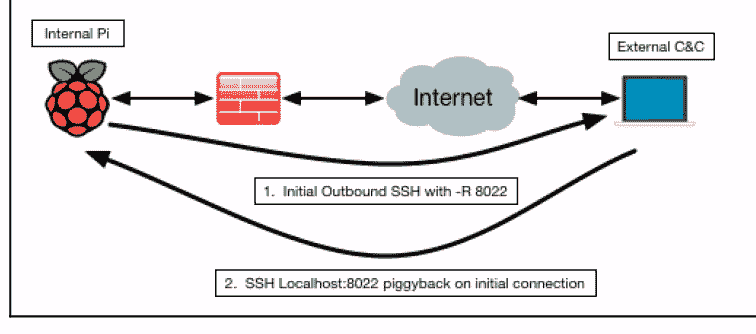 Internal Pi
External C&C
Internet
1. Initial Outbound SSH with -R 8022
2. SSH Localhost:8022 piggyback on initial connection